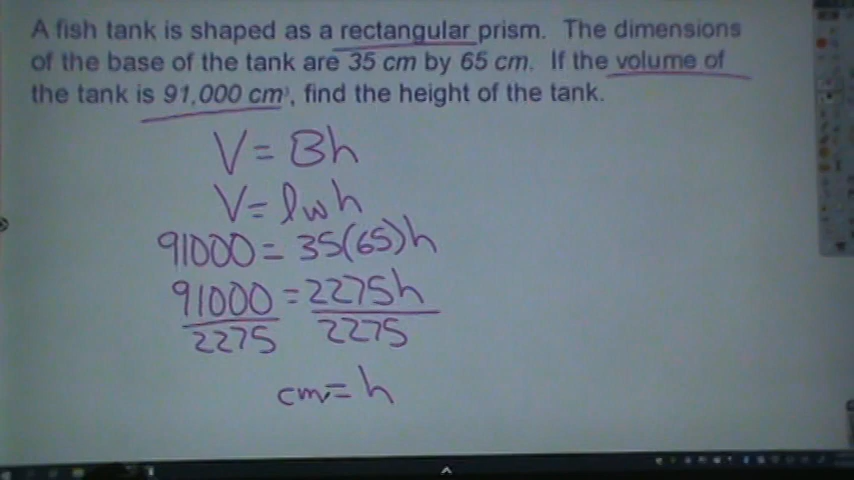 A fish tank is shaped as a rectangular prism. The dimensions
of the base of the tank are 35 cm by 65 cm. If the volume of
the tank is 91,000 cm³, find the height of the tank.
V = Bh
V = lwh
91000 = 35(65)h
91000 = 2275h
2275 2275
cm = h